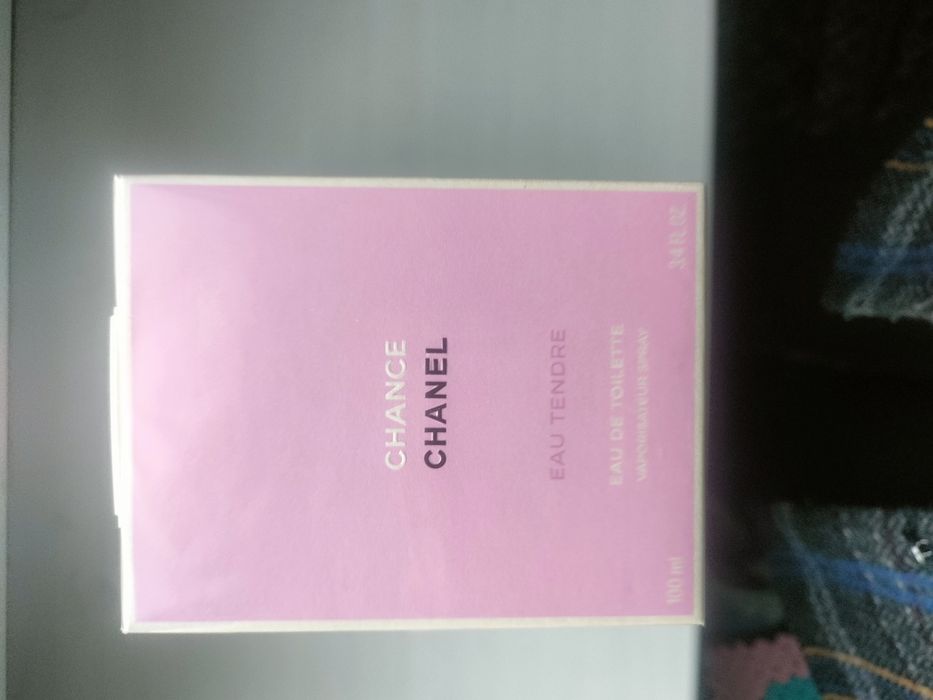 CHANCE
CHANEL
EAU TENDRE
EAU DE TOILETTE
VAPORISATEUR SPRAY
100 ml 3.4 FL. OZ.